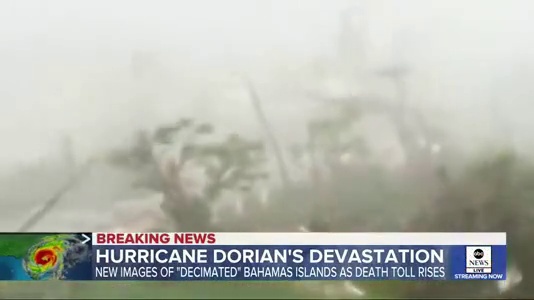 BREAKING NEWS
HURRICANE DORIAN'S DEVASTATION
NEW IMAGES OF "DECIMATED" BAHAMAS ISLANDS AS DEATH TOLL RISES
LIVE
abc
NEWS
LIVE
STREAMING NOW